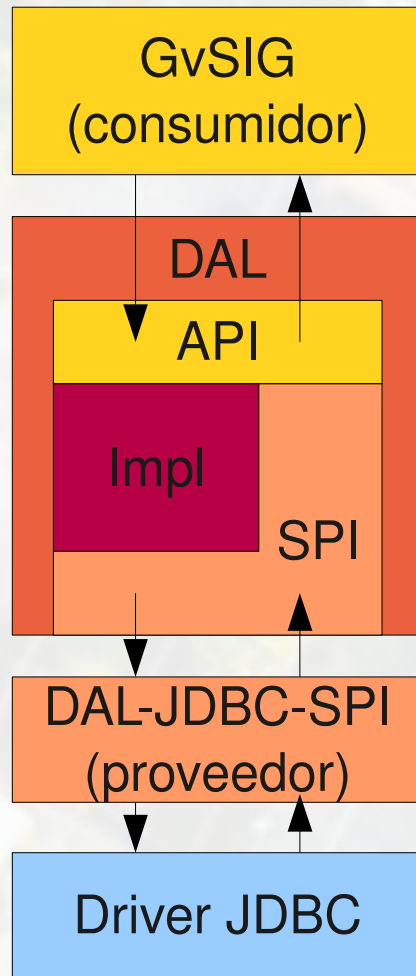 GvSIG
(consumidor)
DAL
API
Impl
SPI
DAL-JDBC-SPI
(proveedor)
Driver JDBC